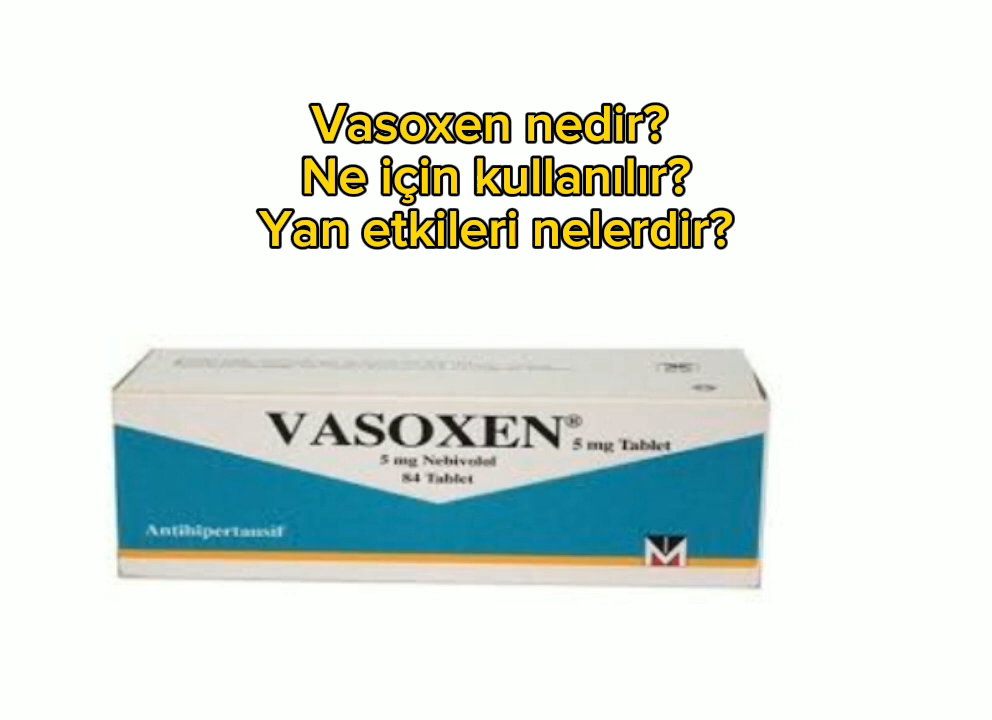 Vasoxen nedir?
Ne için kullanılır?
Yan etkileri nelerdir?
VASOXEN®
5 mg Tablet
5 mg Nebivolol
84 Tablet
Antihipertansif